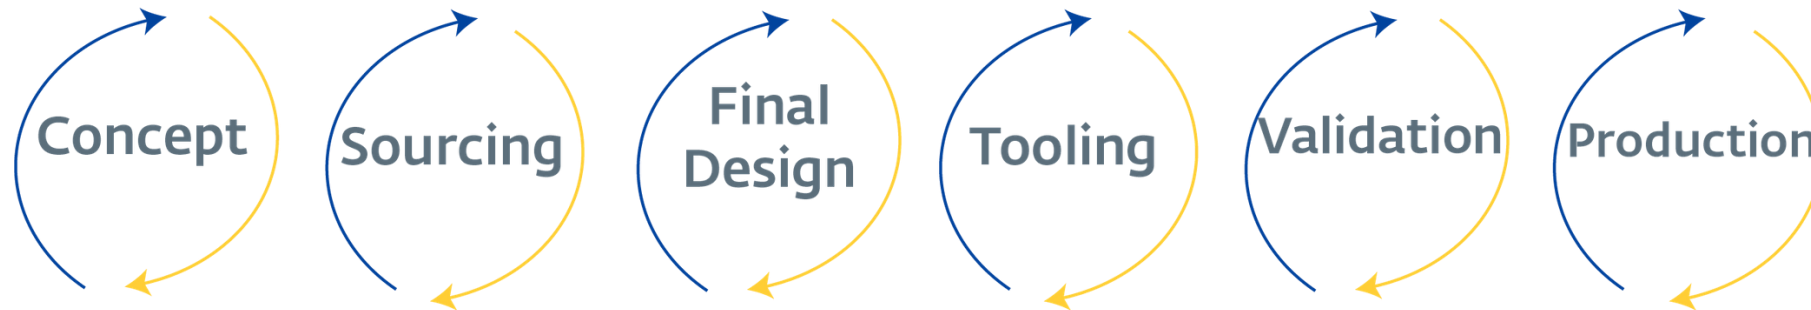 Concept
Sourcing
Final
Design
Tooling
Validation
Production